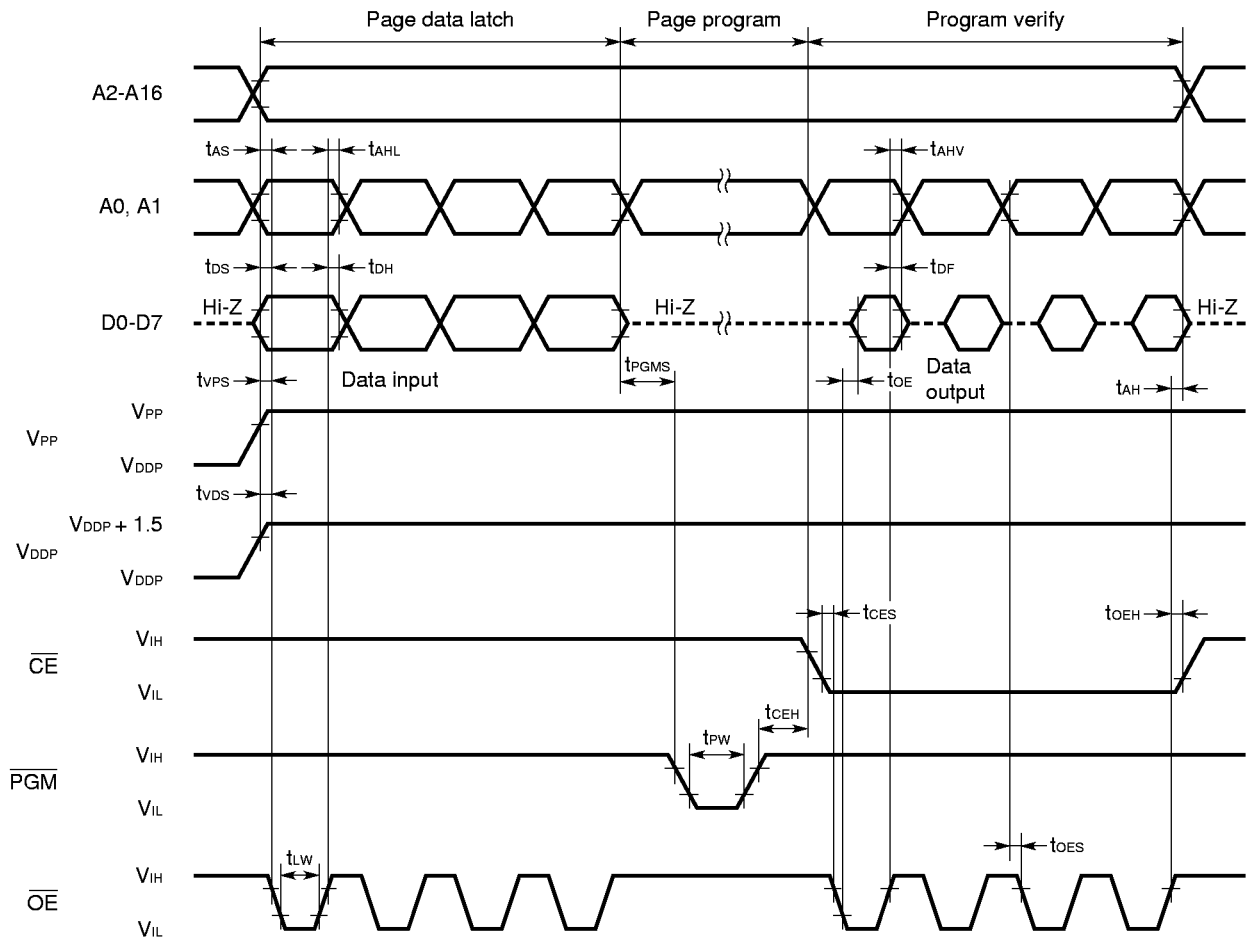 Page data latch Page program Program verify
A2-A16
tAS tAHL tAHV
A0, A1
tDS tDH tDF
Hi-Z Hi-Z Hi-Z
D0-D7
tPGMS
tVPS Data input tOE Data output tAH
VPP
VPP
VDDP
tVDS
VDDP + 1.5
VDDP
VDDP
tCES tOEH
VIH
CE
VIL
tCEH
tPW
VIH
PGM
VIL
tOES
tLW
VIH
OE
VIL